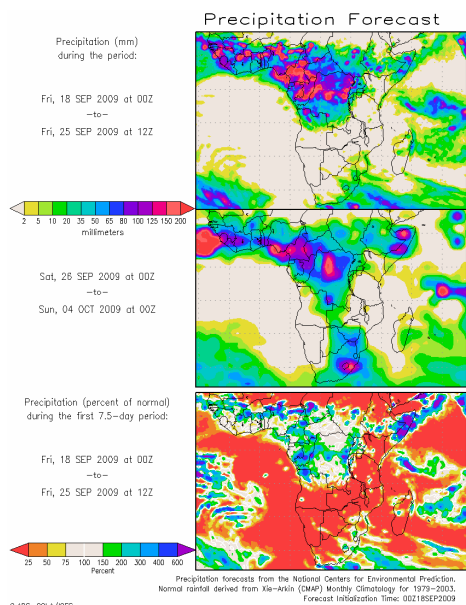 Precipitation Forecast
Precipitation (mm)
during the period:
Fri, 18 SEP 2009 at 00Z
—to—
Fri, 25 SEP 2009 at 12Z
2 5 10 20 35 50 65 80 100 125 150 200
millimeters
Sat, 26 SEP 2009 at 00Z
—to—
Sun, 04 OCT 2009 at 00Z
Precipitation (percent of normal)
during the first 7.5-day period:
Fri, 18 SEP 2009 at 00Z
—to—
Fri, 25 SEP 2009 at 12Z
25 50 75 100 150 200 300 400 600
Percent
Precipitation forecasts from the National Centers for Environmental Prediction.
Normal rainfall derived from Xie-Arkin (CMAP) Monthly Climatology for 1979-2003.
Forecast Initialization Time: 00Z18SEP2009